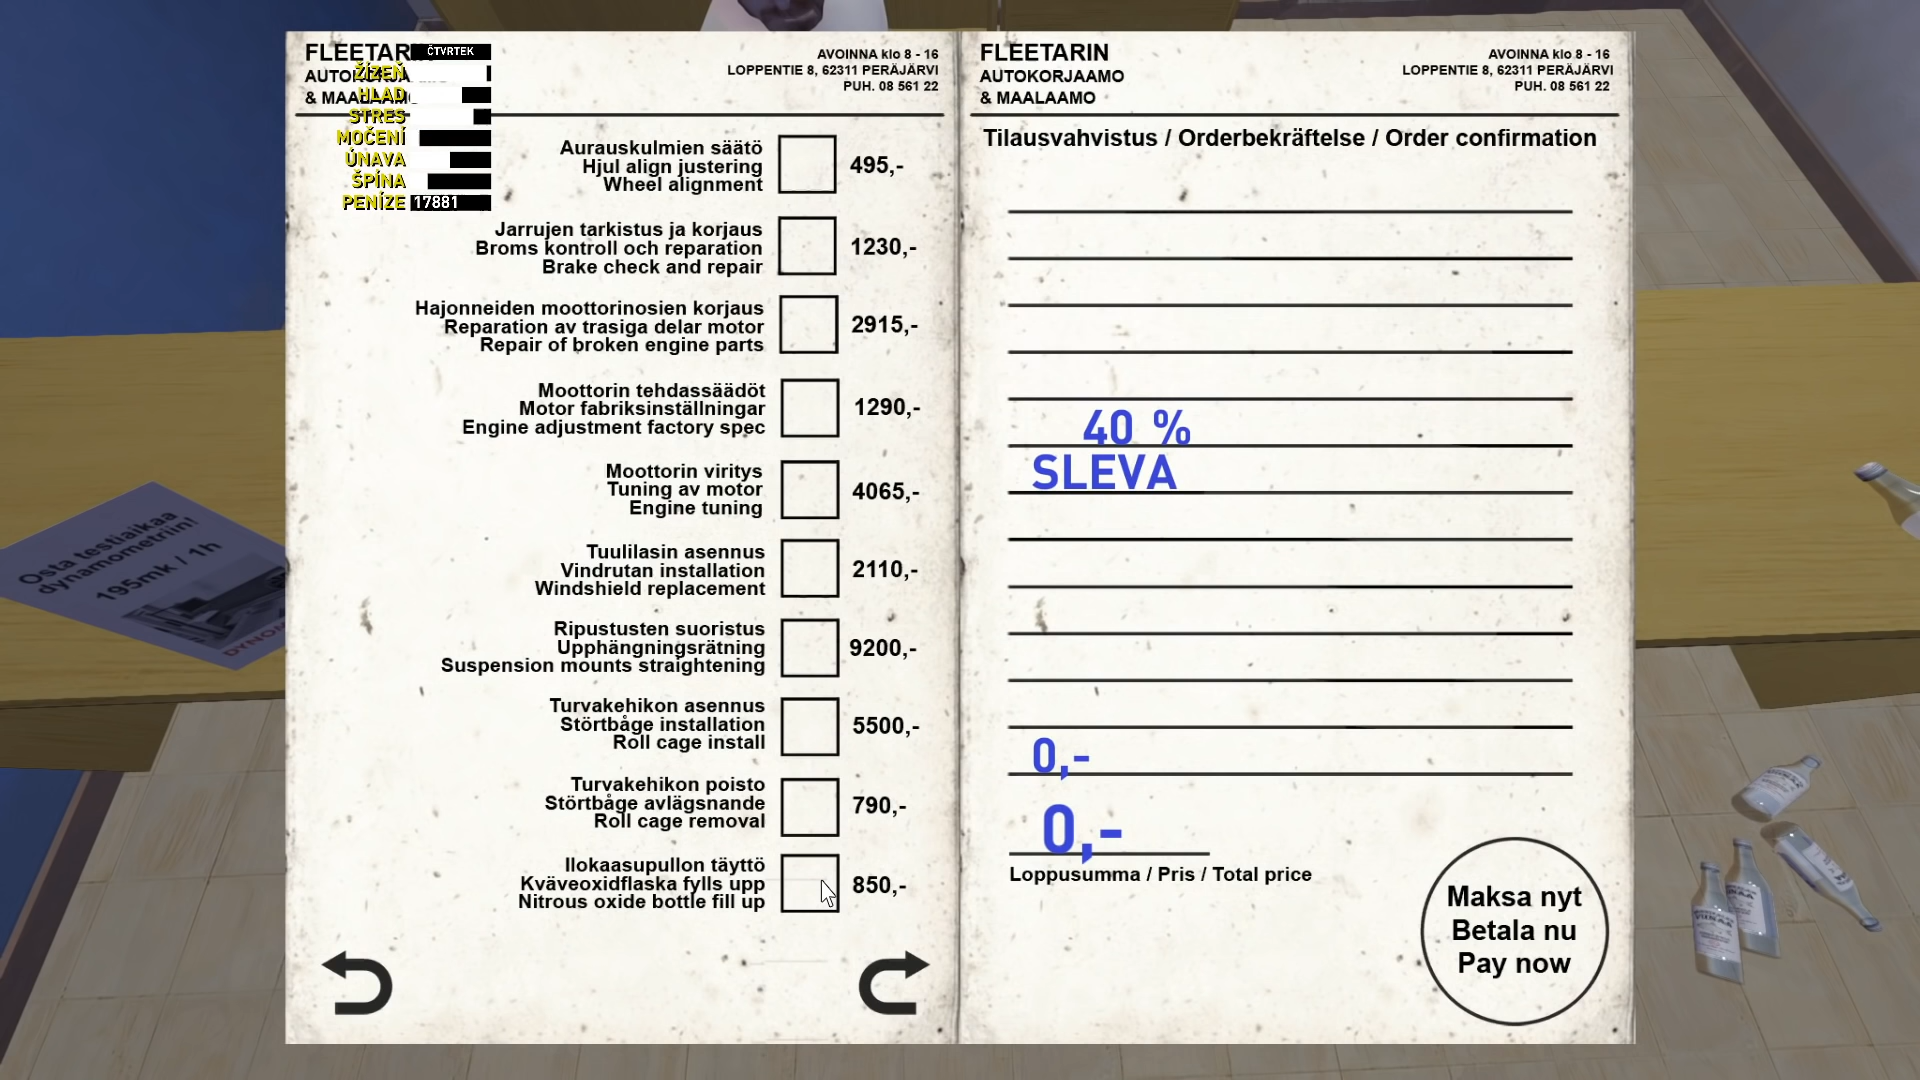 FLEETAR
AUTOKORJAAMO
& MAALAAMO
AVOINNA klo 8 - 16
LOPPENTIE 8, 62311 PERÄJÄRVI
PUH. 08 561 22
ČTVRTEK
ŽÍZEŇ
HLAD
STRES
MOČENÍ
ÚNAVA
ŠPÍNA
PENÍZE 17881
Aurauskulmien säätö
Hjul align justering
Wheel alignment
495,-
Jarrujen tarkistus ja korjaus
Broms kontroll och reparation
Brake check and repair
1230,-
Hajonneiden moottorinosien korjaus
Reparation av trasiga delar motor
Repair of broken engine parts
2915,-
Moottorin tehdassäädöt
Motor fabriksinställningar
Engine adjustment factory spec
1290,-
Moottorin viritys
Tuning av motor
Engine tuning
4065,-
Tuulilasin asennus
Vindrutan installation
Windshield replacement
2110,-
Ripustusten suoristus
Upphängningsrätning
Suspension mounts straightening
9200,-
Turvakehikon asennus
Störtbåge installation
Roll cage install
5500,-
Turvakehikon poisto
Störtbåge avlägsnande
Roll cage removal
790,-
Ilokaasupullon täyttö
Kväveoxidflaska fylls upp
Nitrous oxide bottle fill up
850,-
FLEETARIN
AUTOKORJAAMO
& MAALAAMO
AVOINNA klo 8 - 16
LOPPENTIE 8, 62311 PERÄJÄRVI
PUH. 08 561 22
Tilausvahvistus / Orderbekräftelse / Order confirmation
40 %
SLEVA
0,-
0,-
Loppusumma / Pris / Total price
Maksa nyt
Betala nu
Pay now
Osta testiaikaa
dynamometriin!
195mk / 1h